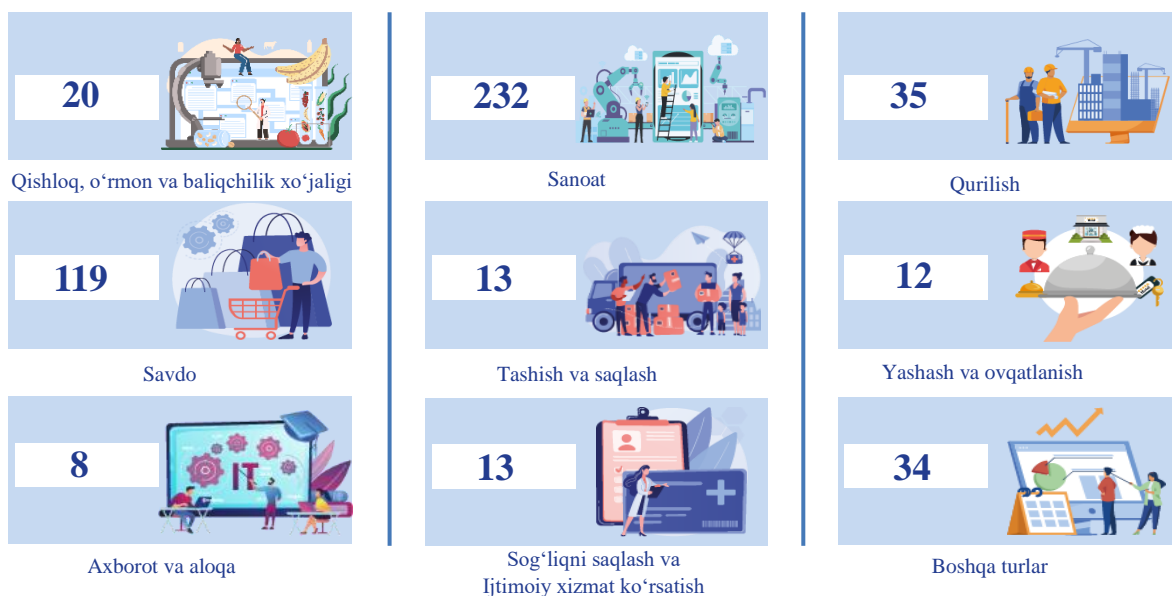 20
232
35
Qishloq, oʻrmon va baliqchilik xoʻjaligi
Sanoat
Qurilish
119
13
12
Savdo
Tashish va saqlash
Yashash va ovqatlanish
8
IT
13
34
Axborot va aloqa
Sogʻliqni saqlash va
Ijtimoiy xizmat koʻrsatish
Boshqa turlar